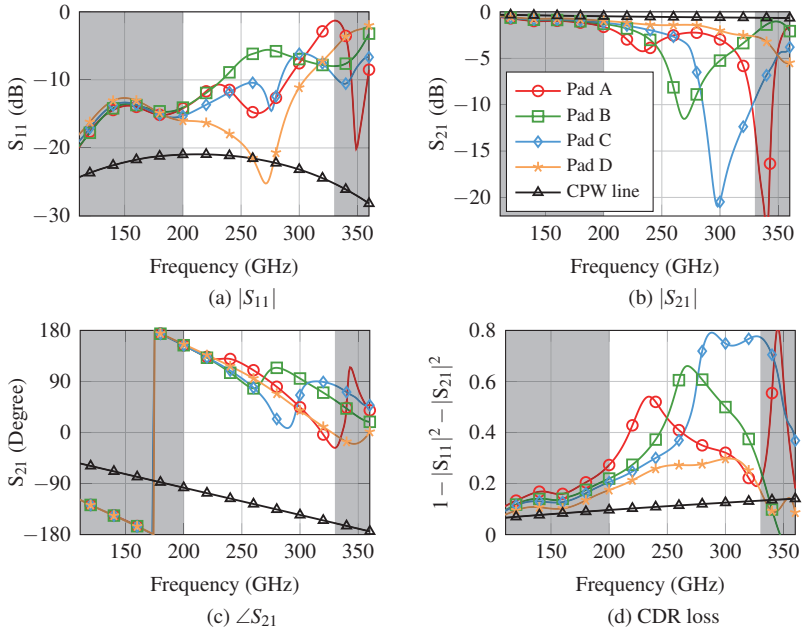 0
−10
−20
−30
S11 (dB)
150 200 250 300 350
Frequency (GHz)
(a) |S11|
0
−5
−10
−15
−20
S21 (dB)
Pad A
Pad B
Pad C
Pad D
CPW line
150 200 250 300 350
Frequency (GHz)
(b) |S21|
180
90
0
−90
−180
S21 (Degree)
150 200 250 300 350
Frequency (GHz)
(c) ∠S21
0.8
0.6
0.4
0.2
0
1 − |S11|² − |S21|²
150 200 250 300 350
Frequency (GHz)
(d) CDR loss